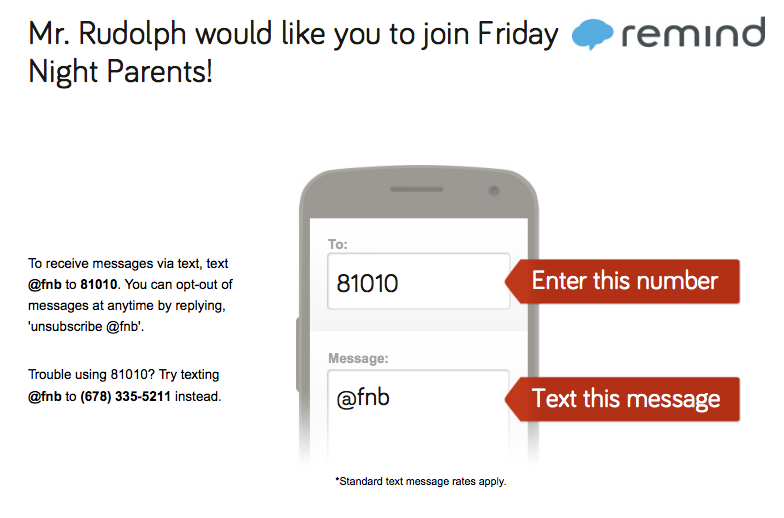 Mr. Rudolph would like you to join Friday
Night Parents!
remind
To receive messages via text, text
@fnb to 81010. You can opt-out of
messages at anytime by replying,
'unsubscribe @fnb'.
Trouble using 81010? Try texting
@fnb to (678) 335-5211 instead.
To:
81010
Enter this number
Message:
@fnb
Text this message
*Standard text message rates apply.